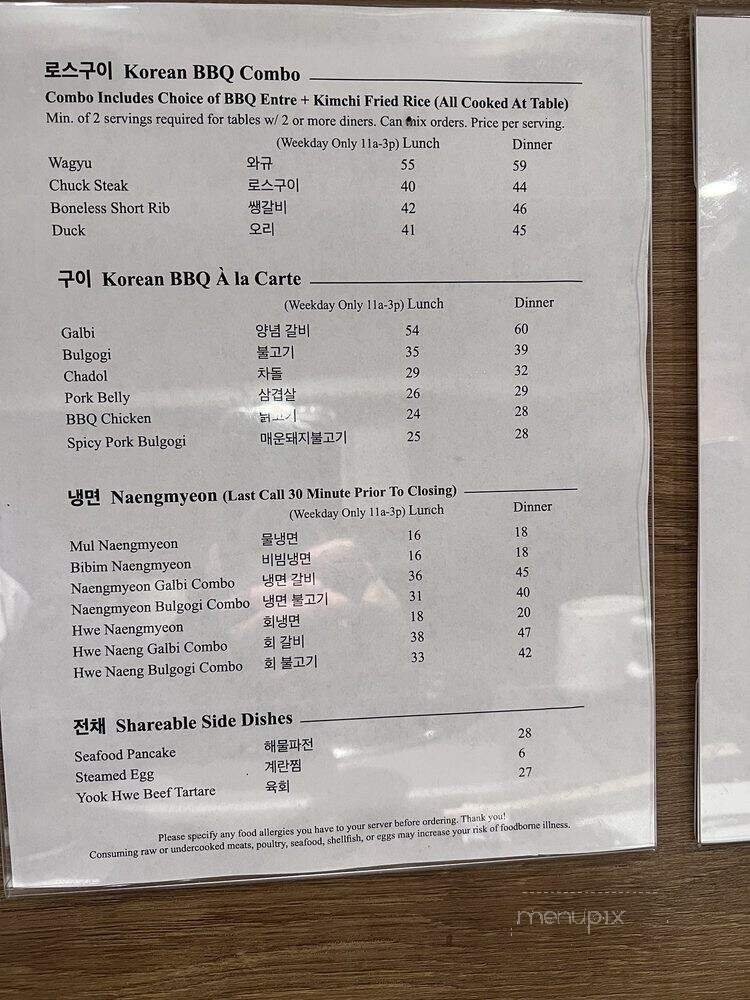 로스구이 Korean BBQ Combo
Combo Includes Choice of BBQ Entre + Kimchi Fried Rice (All Cooked At Table)
Min. of 2 servings required for tables w/ 2 or more diners. Can mix orders. Price per serving.
(Weekday Only 11a-3p) Lunch Dinner
Wagyu 와규 55 59
Chuck Steak 로스구이 40 44
Boneless Short Rib 쌩갈비 42 46
Duck 오리 41 45
구이 Korean BBQ À la Carte
(Weekday Only 11a-3p) Lunch Dinner
Galbi 양념 갈비 54 60
Bulgogi 불고기 35 39
Chadol 차돌 29 32
Pork Belly 삼겹살 26 29
BBQ Chicken 24 28
Spicy Pork Bulgogi 매운돼지불고기 25 28
냉면 Naengmyeon (Last Call 30 Minute Prior To Closing)
(Weekday Only 11a-3p) Lunch Dinner
Mul Naengmyeon 물냉면 16 18
Bibim Naengmyeon 비빔냉면 16 18
Naengmyeon Galbi Combo 냉면 갈비 36 45
Naengmyeon Bulgogi Combo 냉면 불고기 31 40
Hwe Naengmyeon 회냉면 18 20
Hwe Naeng Galbi Combo 회 갈비 38 47
Hwe Naeng Bulgogi Combo 회 불고기 33 42
전채 Shareable Side Dishes
Seafood Pancake 해물파전 28
Steamed Egg 계란찜 6
Yook Hwe Beef Tartare 육회 27
Please specify any food allergies you have to your server before ordering. Thank you!
Consuming raw or undercooked meats, poultry, seafood, shellfish, or eggs may increase your risk of foodborne illness.
menupix